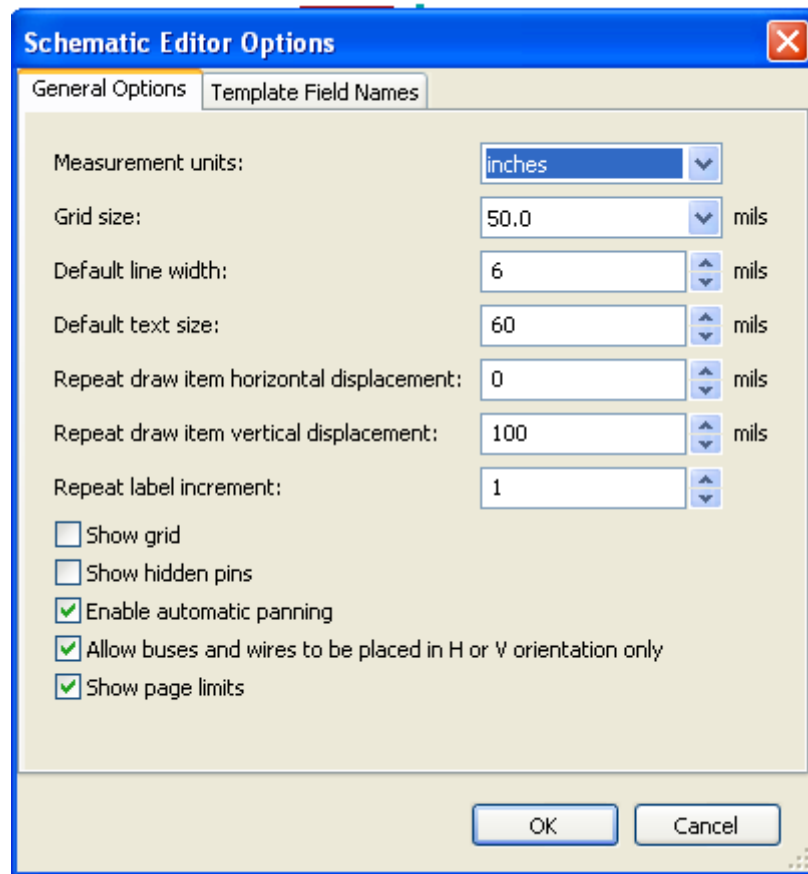 Schematic Editor Options
General Options Template Field Names
Measurement units: inches
Grid size: 50.0 mils
Default line width: 6 mils
Default text size: 60 mils
Repeat draw item horizontal displacement: 0 mils
Repeat draw item vertical displacement: 100 mils
Repeat label increment: 1
Show grid
Show hidden pins
Enable automatic panning
Allow buses and wires to be placed in H or V orientation only
Show page limits
OK Cancel